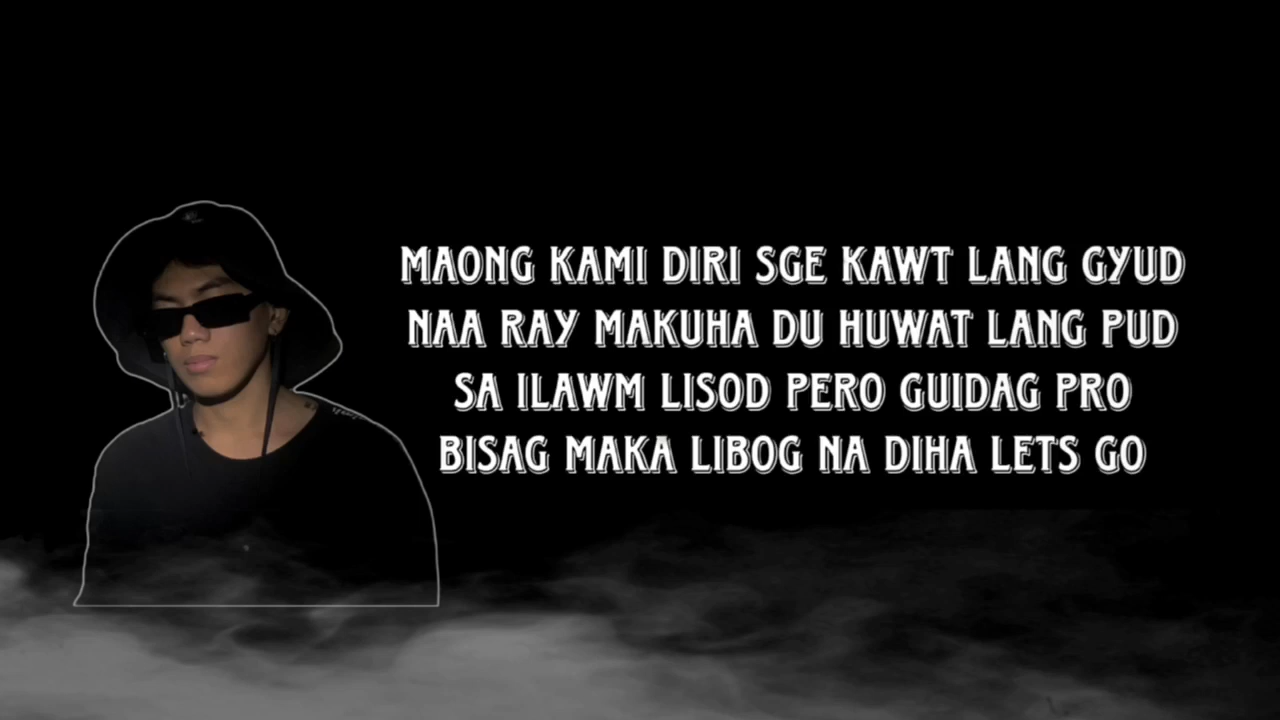 MAONG KAMI DIRI SGE KAWT LANG GYUD
NAA RAY MAKUHA DU HUWAT LANG PUD
SA ILAWM LISOD PERO GUIDAG PRO
BISAG MAKA LIBOG NA DIHA LETS GO